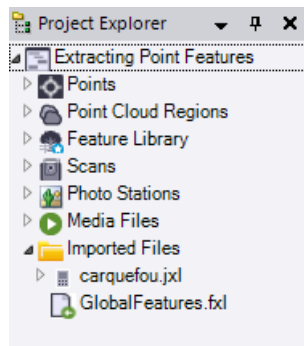 Project Explorer
Extracting Point Features
Points
Point Cloud Regions
Feature Library
Scans
Photo Stations
Media Files
Imported Files
carquefou.jxl
GlobalFeatures.fxl